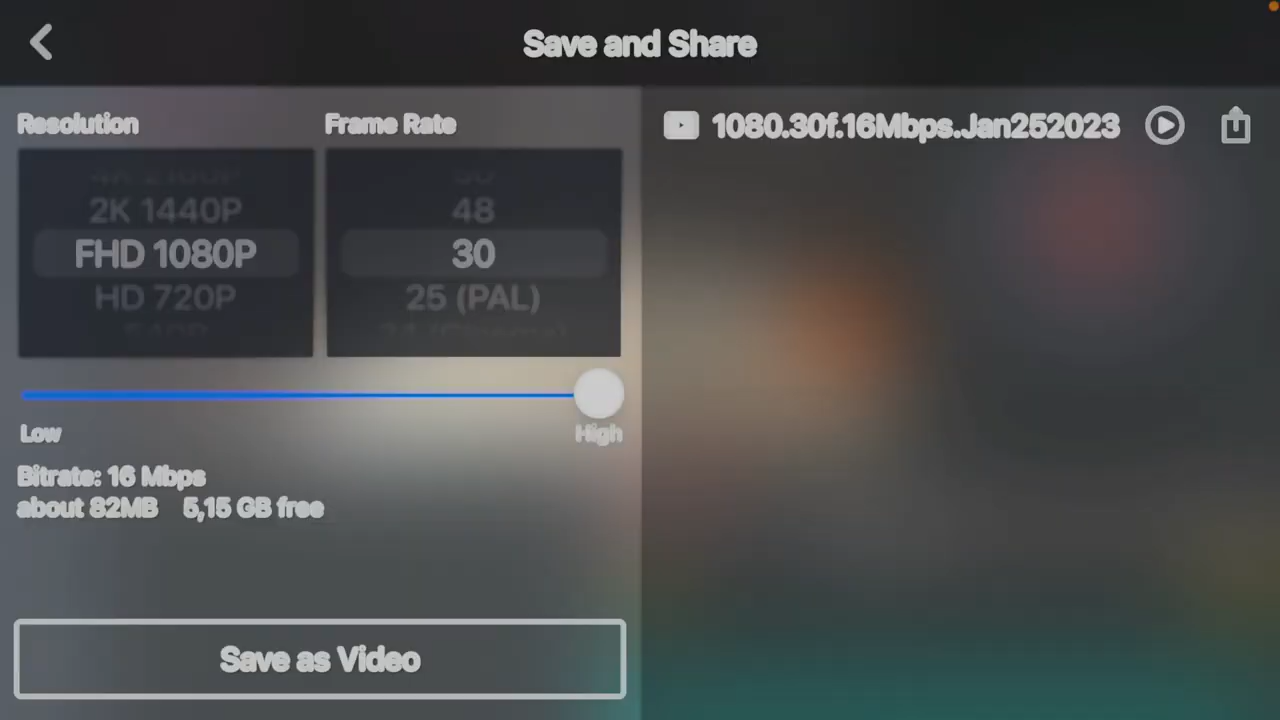 Save and Share
Resolution
Frame Rate
1080.30f.16Mbps.Jan252023
2K 1440P
48
FHD 1080P
30
HD 720P
25 (PAL)
Low
High
Bitrate: 16 Mbps
about 82MB 5,15 GB free
Save as Video